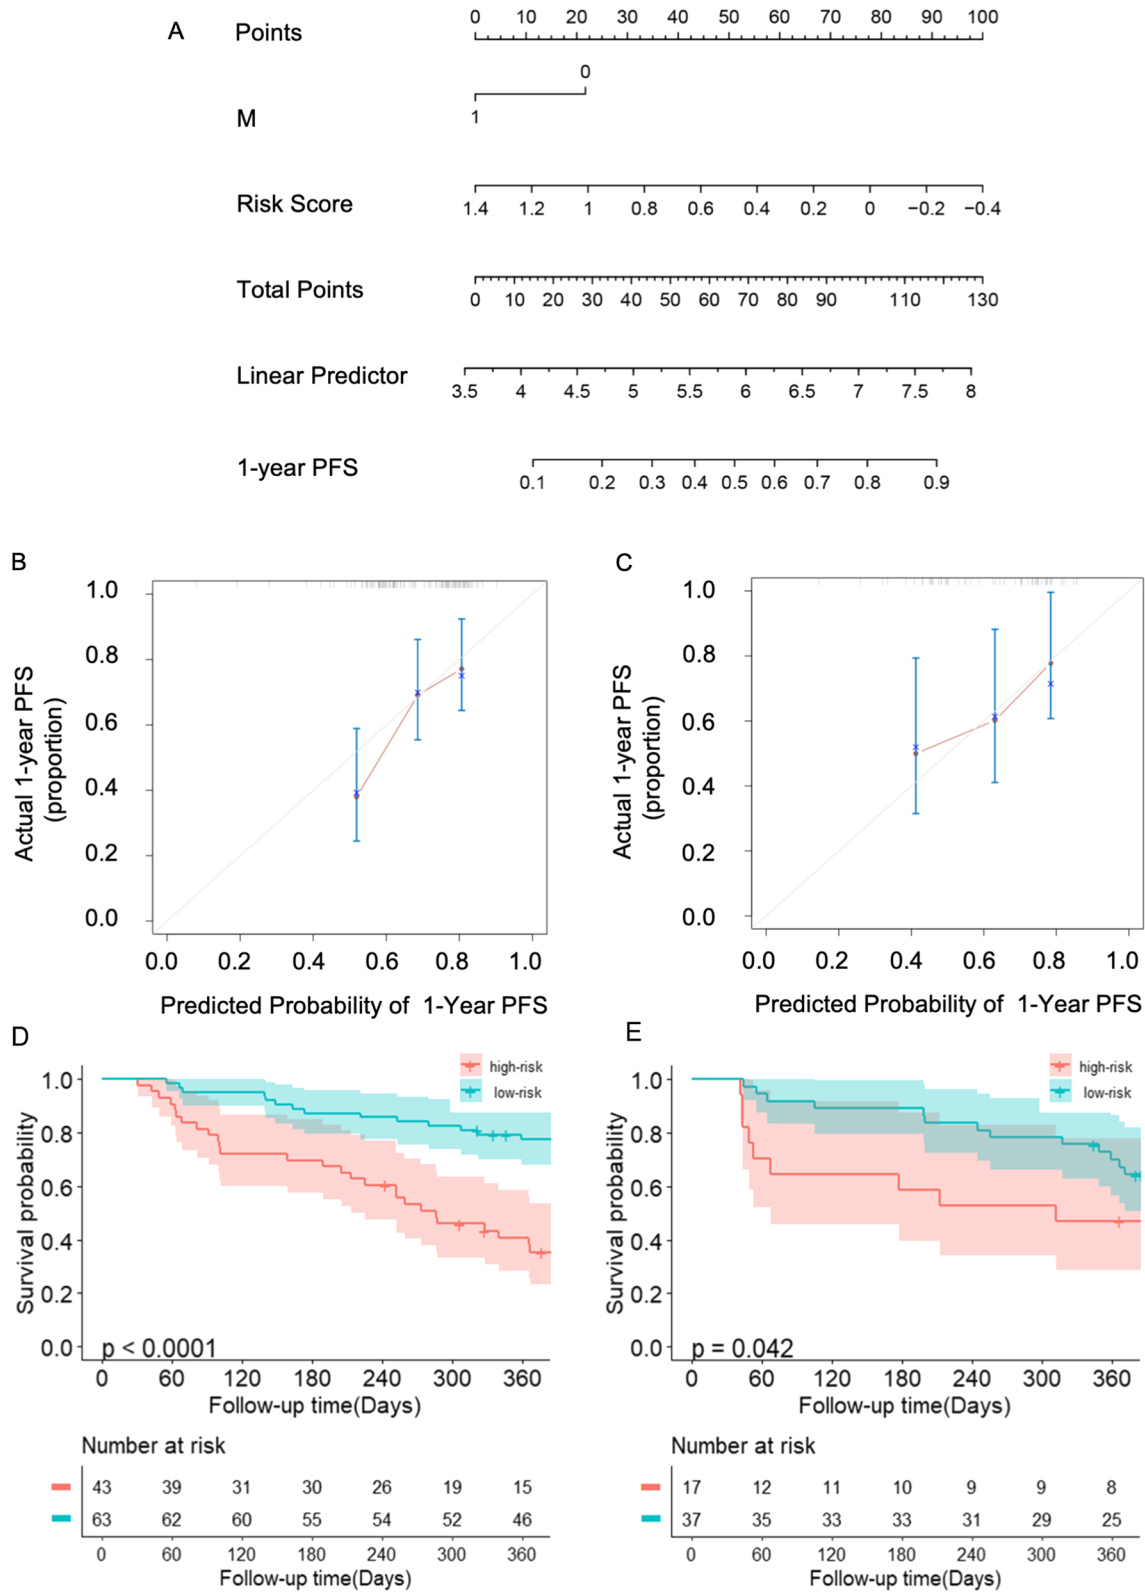 A
Points
0 10 20 30 40 50 60 70 80 90 100
0
M
1
Risk Score
1.4 1.2 1 0.8 0.6 0.4 0.2 0 −0.2 −0.4
Total Points
0 10 20 30 40 50 60 70 80 90 110 130
Linear Predictor
3.5 4 4.5 5 5.5 6 6.5 7 7.5 8
1-year PFS
0.1 0.2 0.3 0.4 0.5 0.6 0.7 0.8 0.9
B
Actual 1-year PFS
(proportion)
1.0
0.8
0.6
0.4
0.2
0.0
0.0 0.2 0.4 0.6 0.8 1.0
Predicted Probability of 1-Year PFS
C
Actual 1-year PFS
(proportion)
1.0
0.8
0.6
0.4
0.2
0.0
0.0 0.2 0.4 0.6 0.8 1.0
Predicted Probability of 1-Year PFS
D
high-risk
low-risk
Survival probability
1.0
0.8
0.6
0.4
0.2
0.0
p < 0.0001
0 60 120 180 240 300 360
Follow-up time(Days)
Number at risk
43 39 31 30 26 19 15
63 62 60 55 54 52 46
0 60 120 180 240 300 360
Follow-up time(Days)
E
high-risk
low-risk
Survival probability
1.0
0.8
0.6
0.4
0.2
0.0
p = 0.042
0 60 120 180 240 300 360
Follow-up time(Days)
Number at risk
17 12 11 10 9 9 8
37 35 33 33 31 29 25
0 60 120 180 240 300 360
Follow-up time(Days)